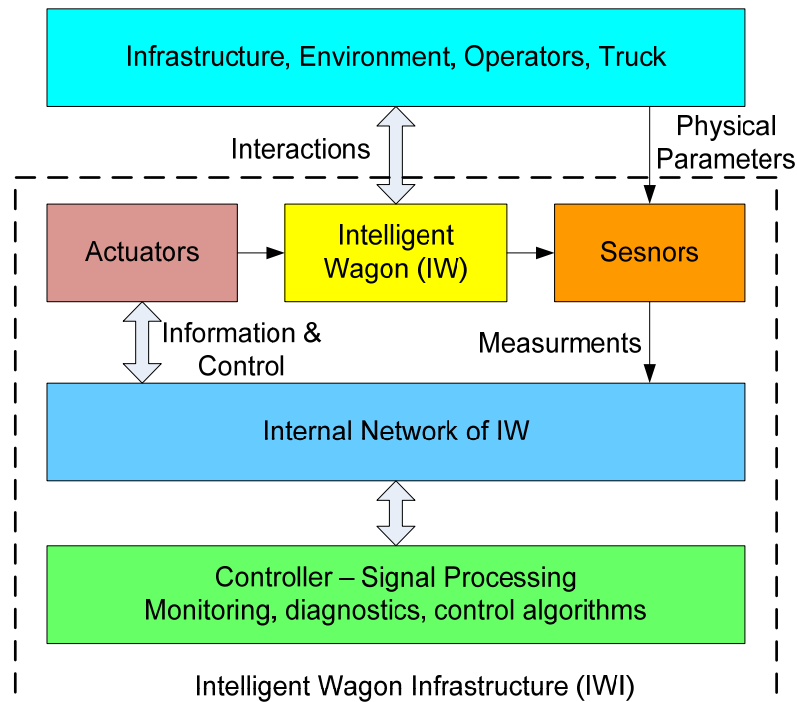 Infrastructure, Environment, Operators, Truck
Interactions
Physical
Parameters
Actuators
Intelligent
Wagon (IW)
Sesnors
Information &
Control
Measurments
Internal Network of IW
Controller – Signal Processing
Monitoring, diagnostics, control algorithms
Intelligent Wagon Infrastructure (IWI)